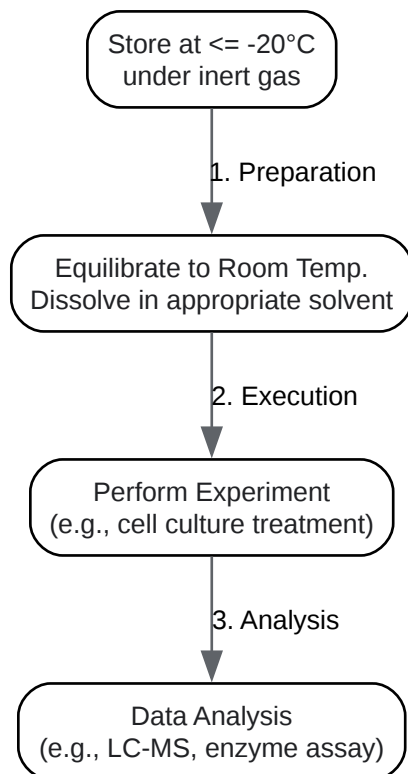 Store at <= -20°C
under inert gas
1. Preparation
Equilibrate to Room Temp.
Dissolve in appropriate solvent
2. Execution
Perform Experiment
(e.g., cell culture treatment)
3. Analysis
Data Analysis
(e.g., LC-MS, enzyme assay)